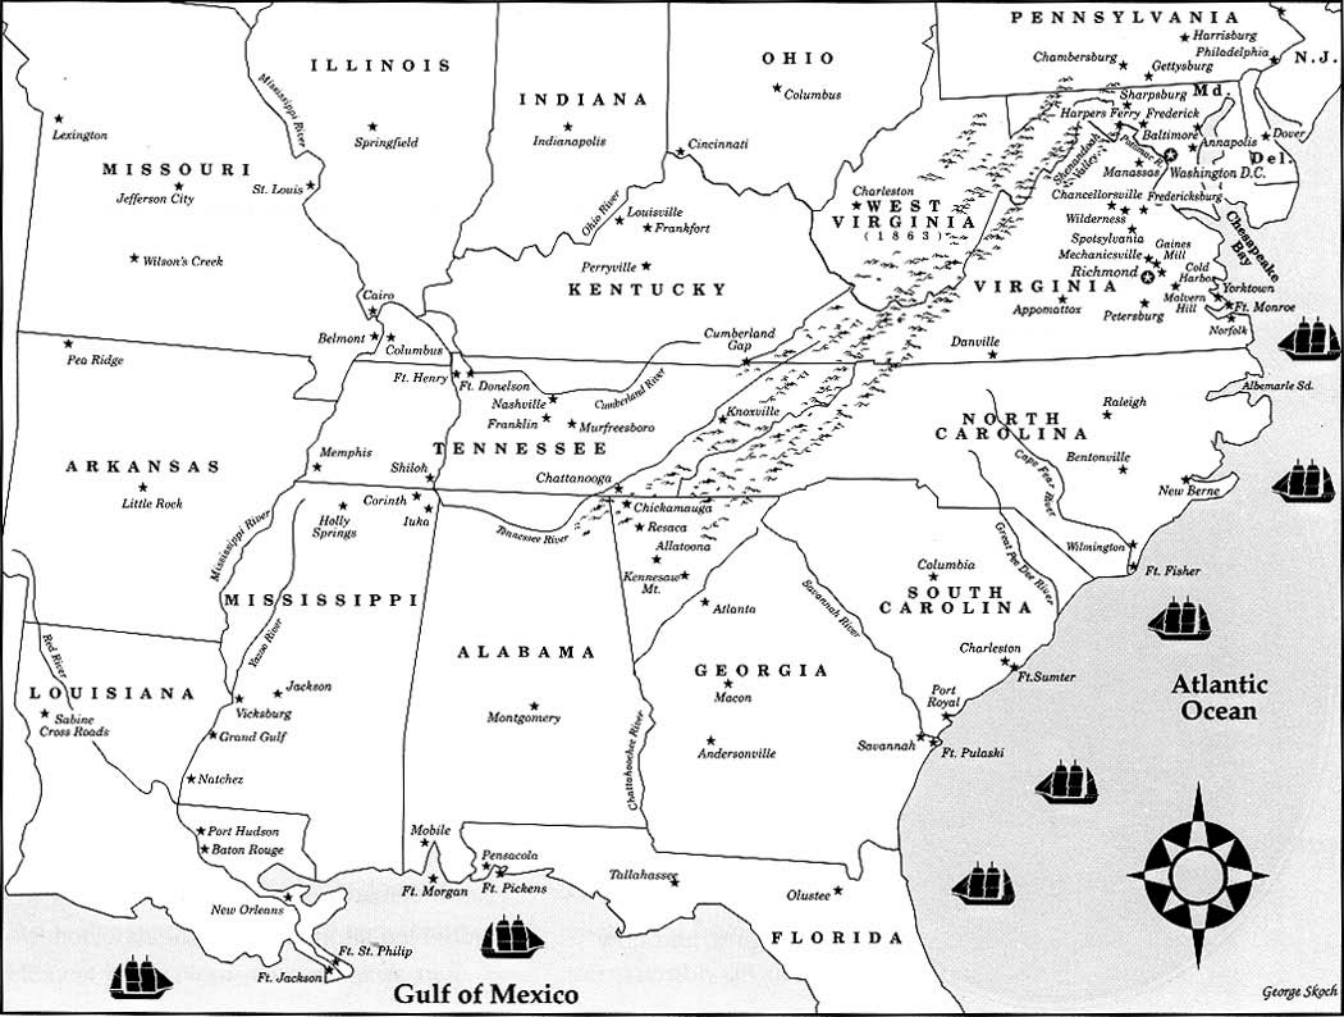 PENNSYLVANIA
Harrisburg
Philadelphia
N.J.
Chambersburg
Gettysburg
ILLINOIS
OHIO
Columbus
INDIANA
Indianapolis
Mississippi River
Springfield
Lexington
MISSOURI
Jefferson City
St. Louis
Wilson's Creek
Cincinnati
Sharpsburg
Md.
Harpers Ferry
Frederick
Baltimore
Annapolis
Dover
Del.
Potomac R.
Shenandoah
Valley
Manassas
Washington D.C.
Charleston
WEST
VIRGINIA
(1863)
Chancellorsville
Fredericksburg
Wilderness
Spotsylvania
Mechanicsville
Gaines
Mill
Richmond
Cold
Harbor
VIRGINIA
Appomattox
Petersburg
Malvern
Hill
Yorktown
Ft. Monroe
Norfolk
Chesapeake
Bay
Danville
Ohio River
Louisville
Frankfort
Perryville
KENTUCKY
Cairo
Belmont
Columbus
Cumberland
Gap
Pea Ridge
Ft. Henry
Ft. Donelson
Nashville
Cumberland River
Franklin
Murfreesboro
Knoxville
TENNESSEE
Albemarle Sd.
Raleigh
NORTH
CAROLINA
Bentonville
Cape Fear River
New Berne
ARKANSAS
Little Rock
Memphis
Shiloh
Chattanooga
Corinth
Iuka
Holly
Springs
Mississippi River
Tennessee River
Chickamauga
Resaca
Allatoona
Kennesaw
Mt.
Atlanta
Wilmington
Ft. Fisher
Great Pee Dee River
Columbia
SOUTH
CAROLINA
Savannah River
MISSISSIPPI
Yazoo River
Red River
LOUISIANA
Sabine
Cross Roads
Jackson
Vicksburg
Grand Gulf
Natchez
ALABAMA
Montgomery
GEORGIA
Macon
Andersonville
Chattahoochee River
Charleston
Ft.Sumter
Port
Royal
Savannah
Ft. Pulaski
Atlantic
Ocean
Port Hudson
Baton Rouge
Mobile
Pensacola
Ft. Morgan
Ft. Pickens
Tallahassee
Olustee
New Orleans
FLORIDA
Ft. St. Philip
Ft. Jackson
Gulf of Mexico
George Skoch